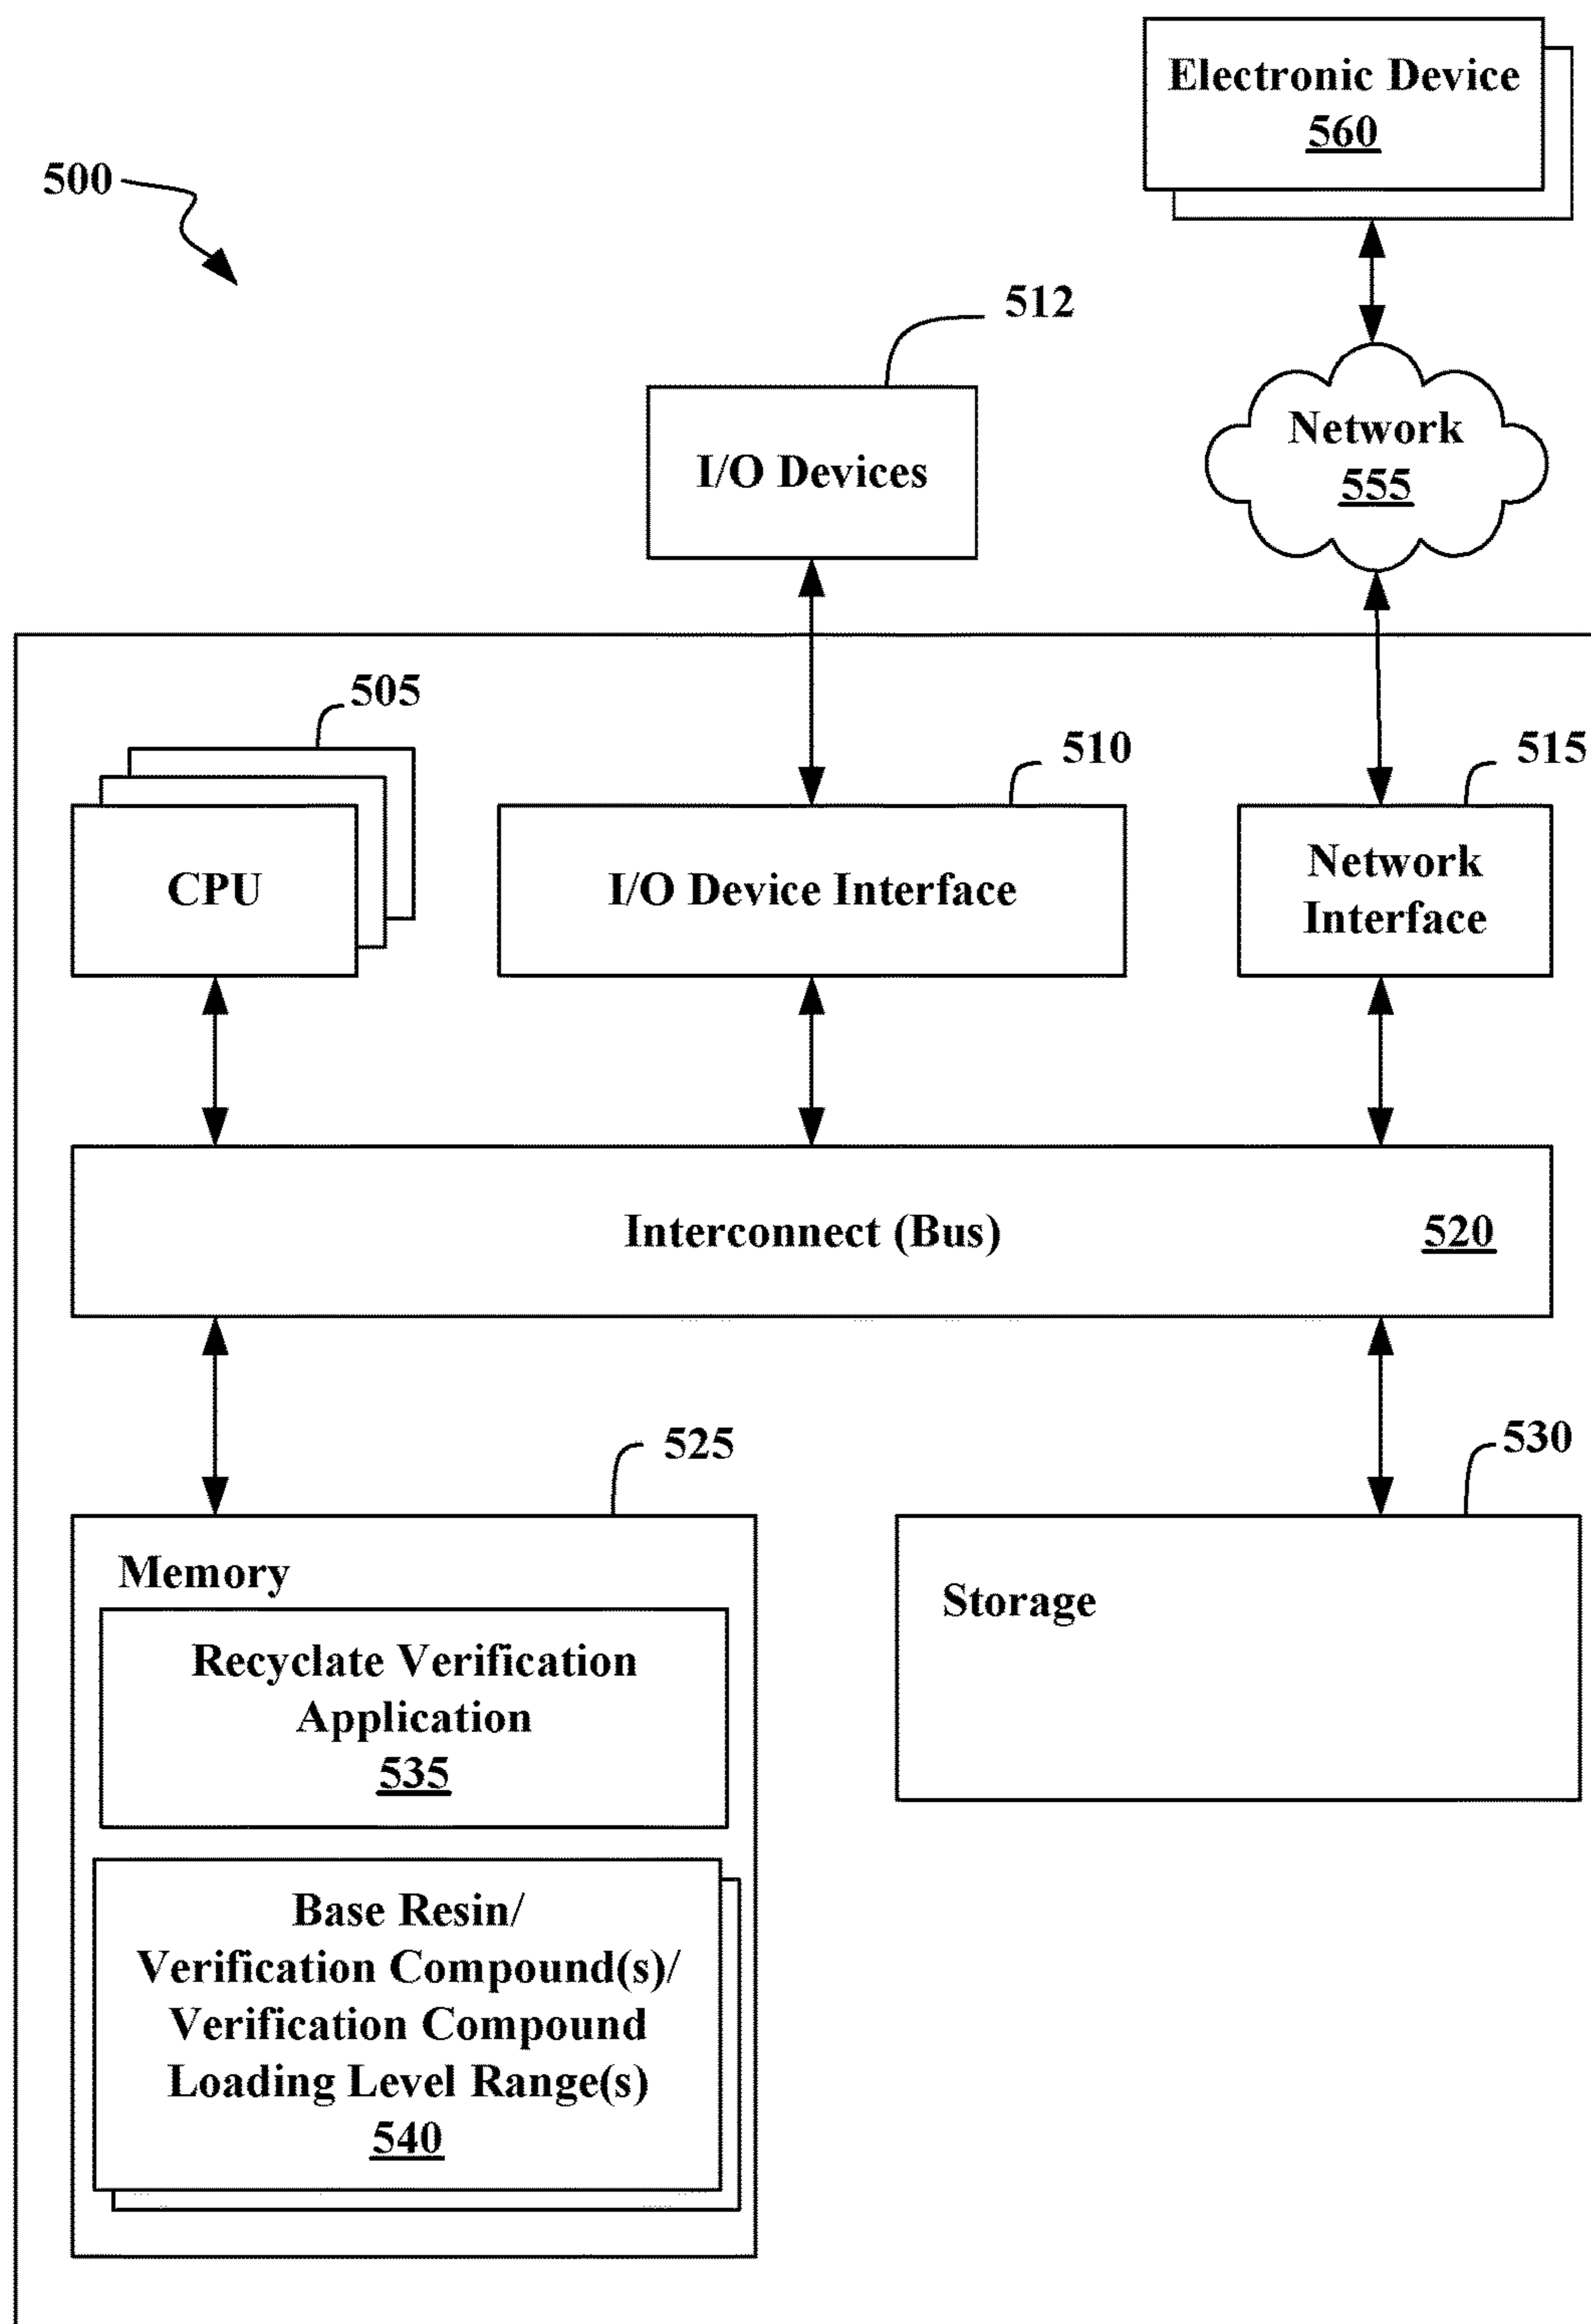 Electronic Device
560
500
512
I/O Devices
Network
555
505
510
515
CPU
I/O Device Interface
Network
Interface
Interconnect (Bus)
520
525
530
Memory
Storage
Recyclate Verification
Application
535
Base Resin/
Verification Compound(s)/
Verification Compound
Loading Level Range(s)
540